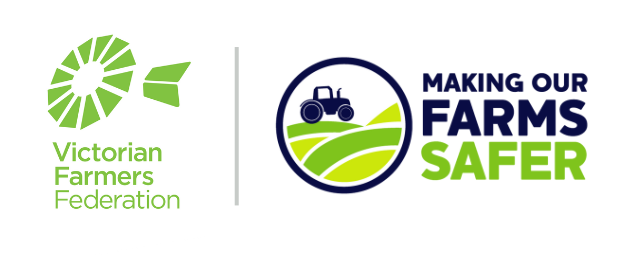 Victorian
Farmers
Federation
MAKING OUR
FARMS
SAFER